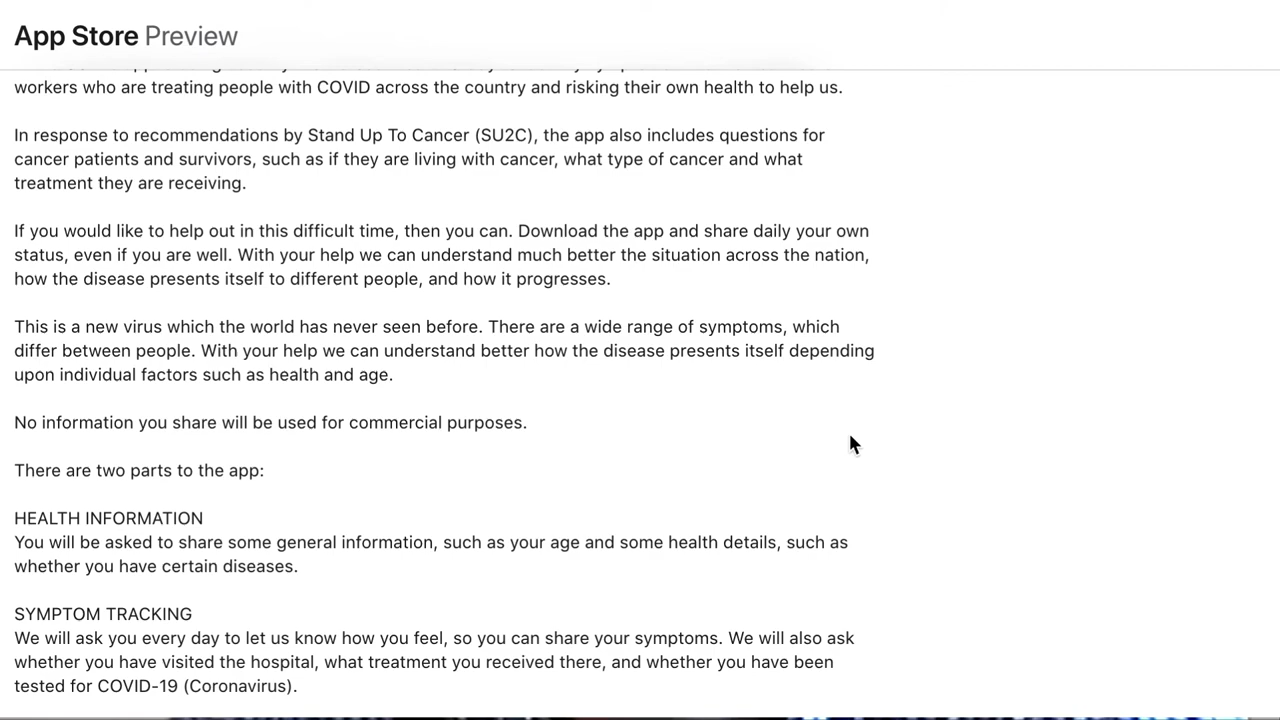 App Store Preview
workers who are treating people with COVID across the country and risking their own health to help us.
In response to recommendations by Stand Up To Cancer (SU2C), the app also includes questions for
cancer patients and survivors, such as if they are living with cancer, what type of cancer and what
treatment they are receiving.
If you would like to help out in this difficult time, then you can. Download the app and share daily your own
status, even if you are well. With your help we can understand much better the situation across the nation,
how the disease presents itself to different people, and how it progresses.
This is a new virus which the world has never seen before. There are a wide range of symptoms, which
differ between people. With your help we can understand better how the disease presents itself depending
upon individual factors such as health and age.
No information you share will be used for commercial purposes.
There are two parts to the app:
HEALTH INFORMATION
You will be asked to share some general information, such as your age and some health details, such as
whether you have certain diseases.
SYMPTOM TRACKING
We will ask you every day to let us know how you feel, so you can share your symptoms. We will also ask
whether you have visited the hospital, what treatment you received there, and whether you have been
tested for COVID-19 (Coronavirus).